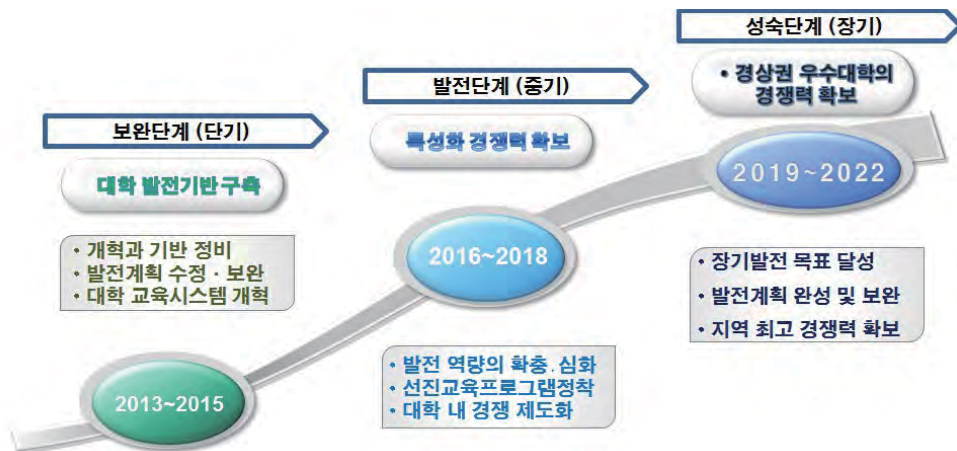 보완단계 (단기)
대학 발전기반 구축
• 개혁과 기반 정비
• 발전계획 수정 · 보완
• 대학 교육시스템 개혁
2013~2015
발전단계 (중기)
특성화 경쟁력 확보
2016~2018
• 발전 역량의 확충.심화
• 선진교육프로그램정착
• 대학 내 경쟁 제도화
성숙단계 (장기)
• 경상권 우수대학의
경쟁력 확보
2019~2022
• 장기발전 목표 달성
• 발전계획 완성 및 보완
• 지역 최고 경쟁력 확보